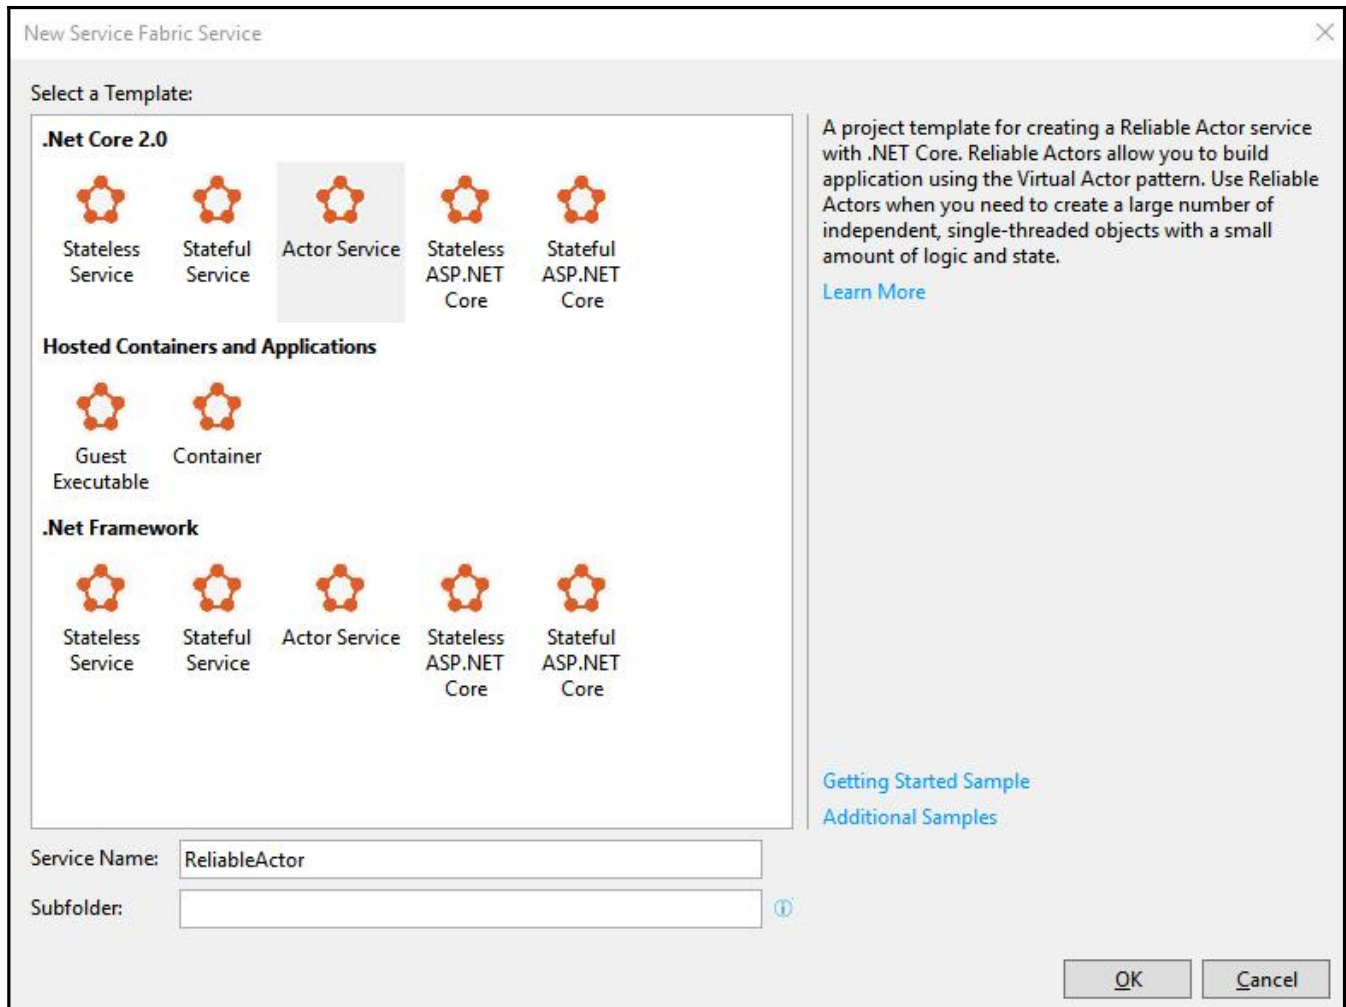 New Service Fabric Service
Select a Template:
.Net Core 2.0
Stateless Service
Stateful Service
Actor Service
Stateless ASP.NET Core
Stateful ASP.NET Core
Hosted Containers and Applications
Guest Executable
Container
.Net Framework
Stateless Service
Stateful Service
Actor Service
Stateless ASP.NET Core
Stateful ASP.NET Core
A project template for creating a Reliable Actor service
with .NET Core. Reliable Actors allow you to build
application using the Virtual Actor pattern. Use Reliable
Actors when you need to create a large number of
independent, single-threaded objects with a small
amount of logic and state.
Learn More
Getting Started Sample
Additional Samples
Service Name: ReliableActor
Subfolder:
OK
Cancel